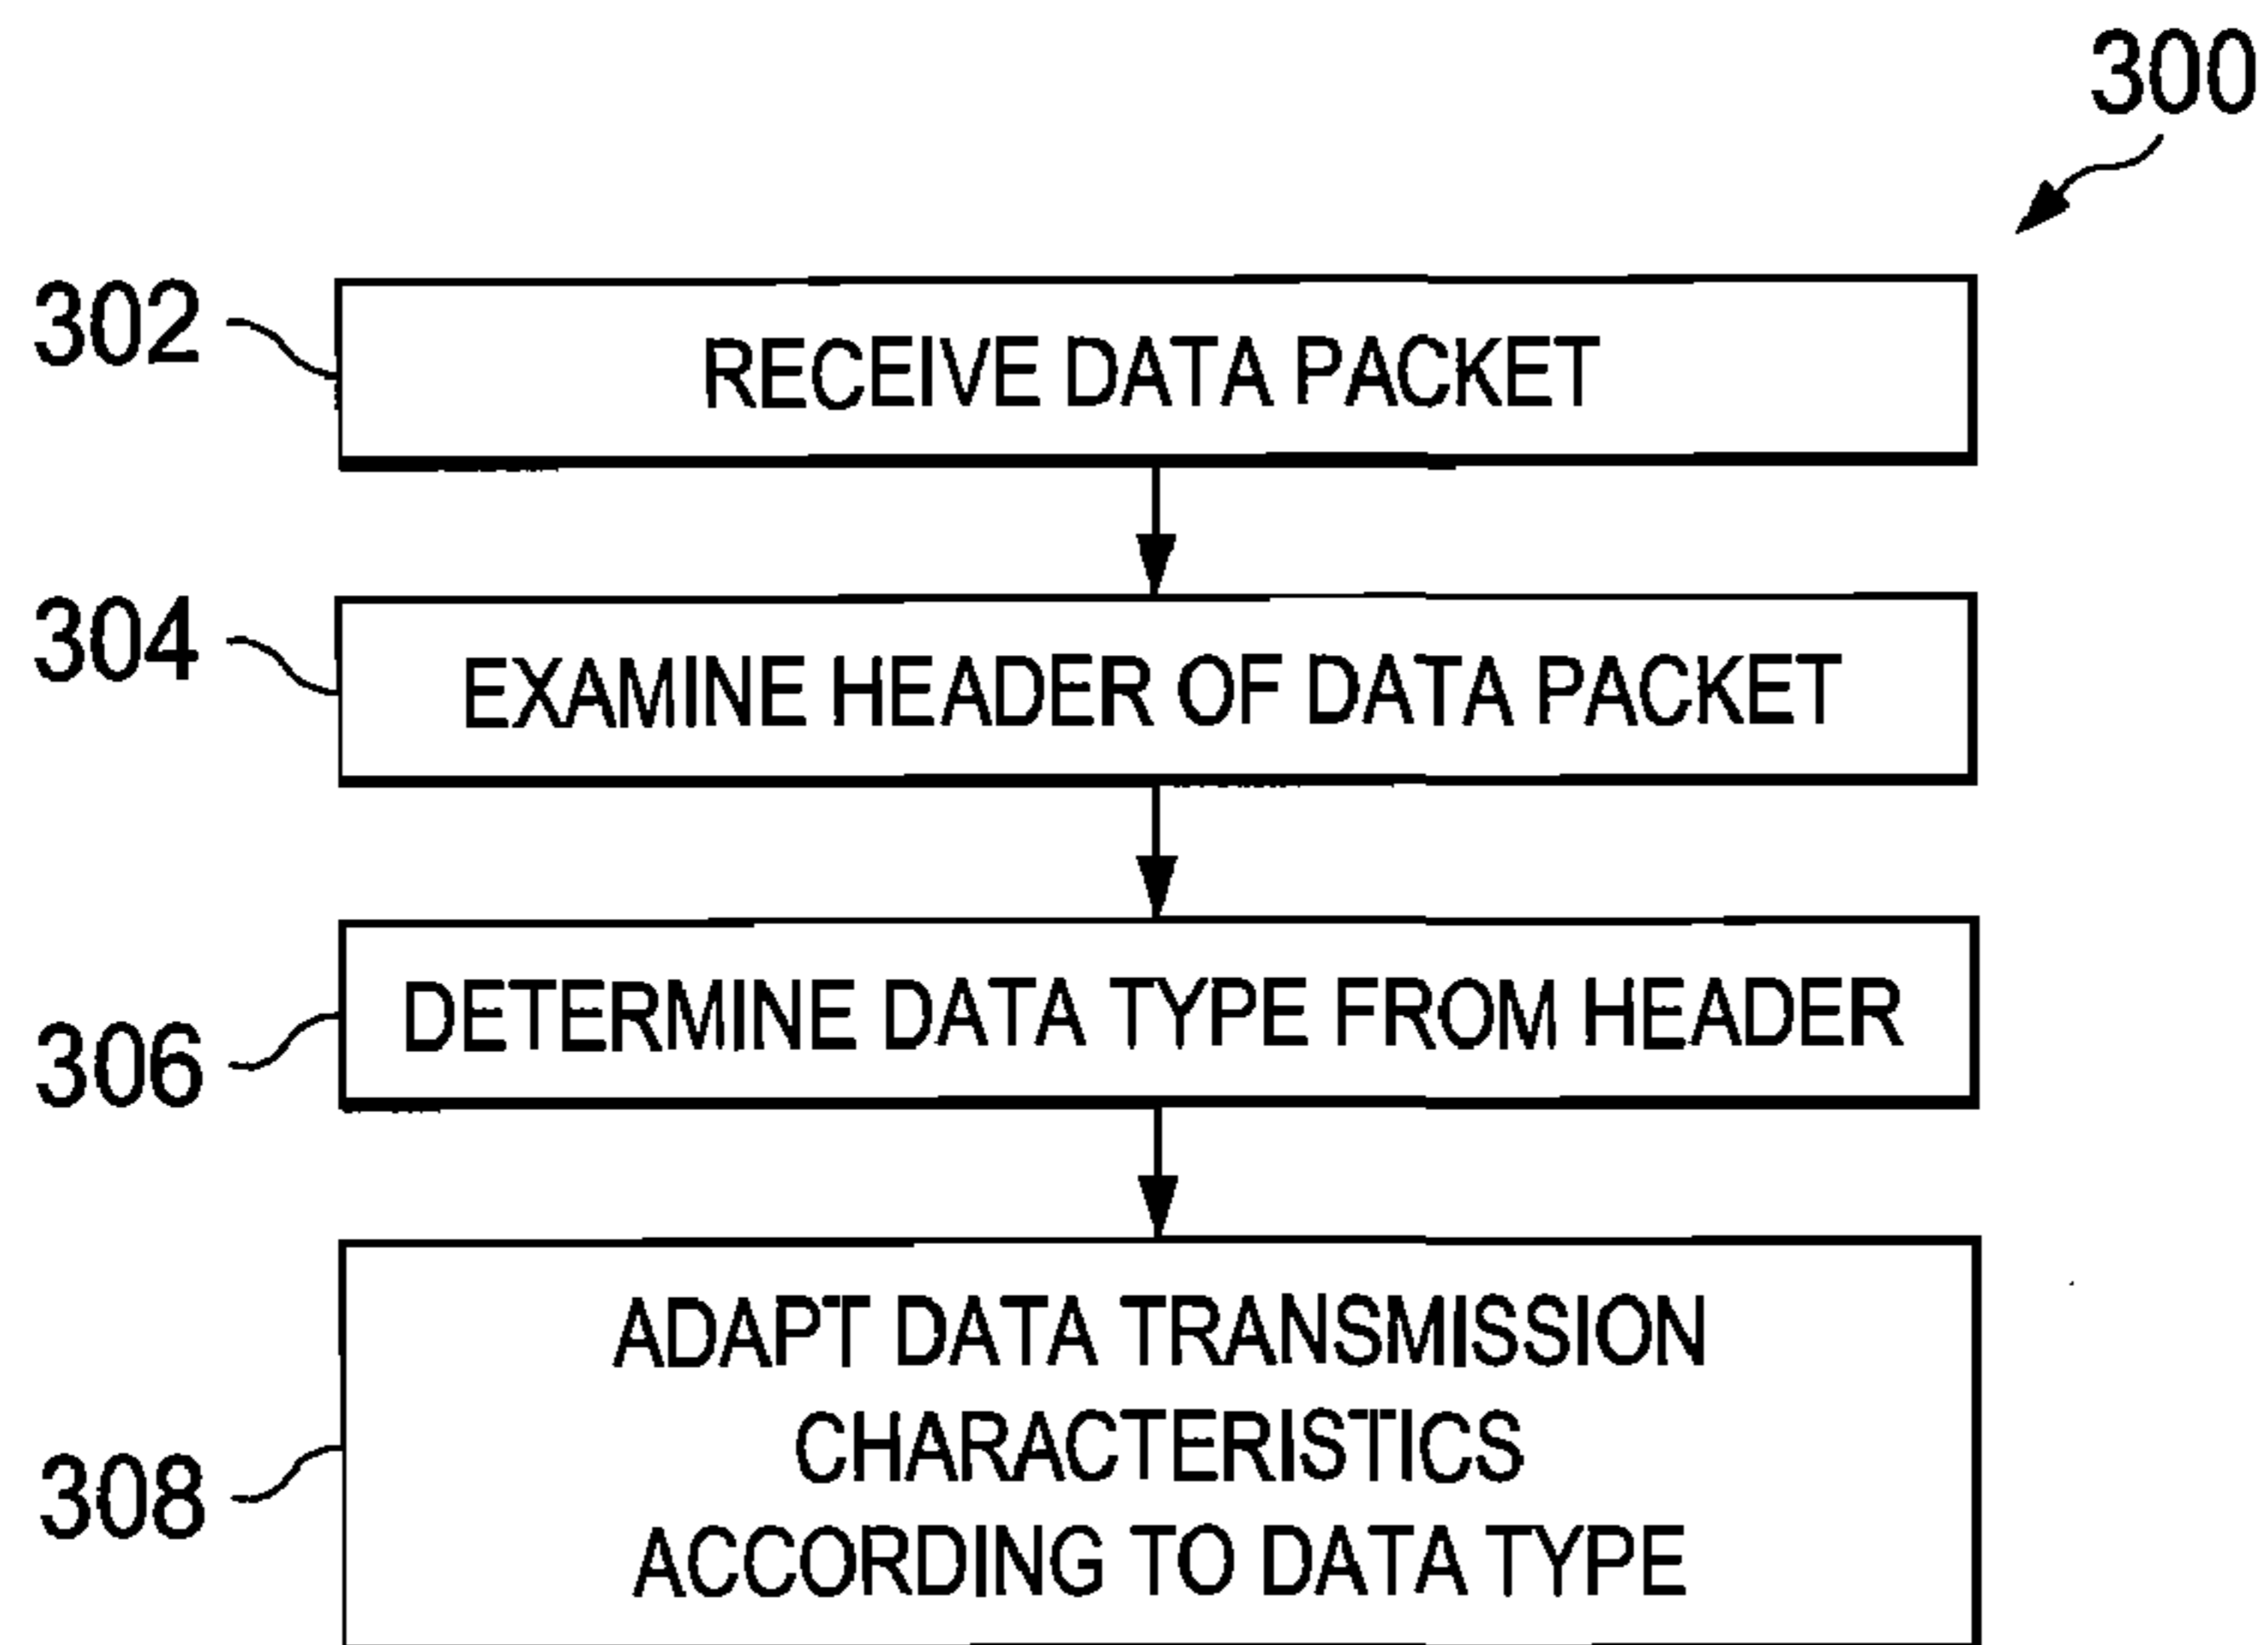 300
302
RECEIVE DATA PACKET
304
EXAMINE HEADER OF DATA PACKET
306
DETERMINE DATA TYPE FROM HEADER
308
ADAPT DATA TRANSMISSION
CHARACTERISTICS
ACCORDING TO DATA TYPE